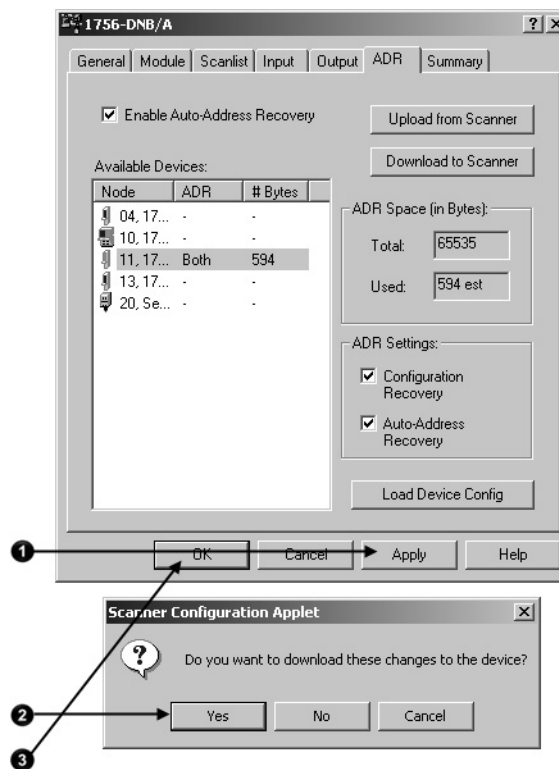 1756-DNB/A
General Module Scanlist Input Output ADR Summary
Enable Auto-Address Recovery
Upload from Scanner
Download to Scanner
Available Devices:
Node ADR # Bytes
04, 17... - -
10, 17... - -
11, 17... Both 594
13, 17... - -
20, Se... - -
ADR Space (in Bytes):
Total: 65535
Used: 594 est
ADR Settings:
Configuration
Recovery
Auto-Address
Recovery
Load Device Config
1
OK Cancel Apply Help
Scanner Configuration Applet
Do you want to download these changes to the device?
2
Yes No Cancel
3